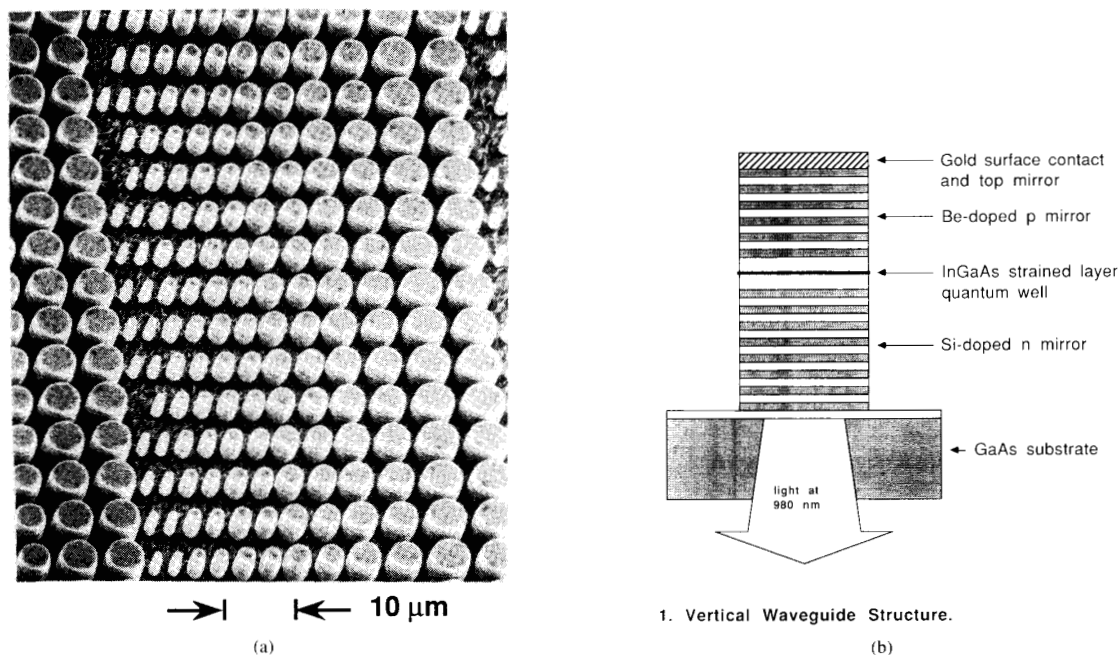 Gold surface contact
and top mirror
Be-doped p mirror
InGaAs strained layer
quantum well
Si-doped n mirror
GaAs substrate
light at
980 nm
10 μm
1. Vertical Waveguide Structure.
(a)
(b)